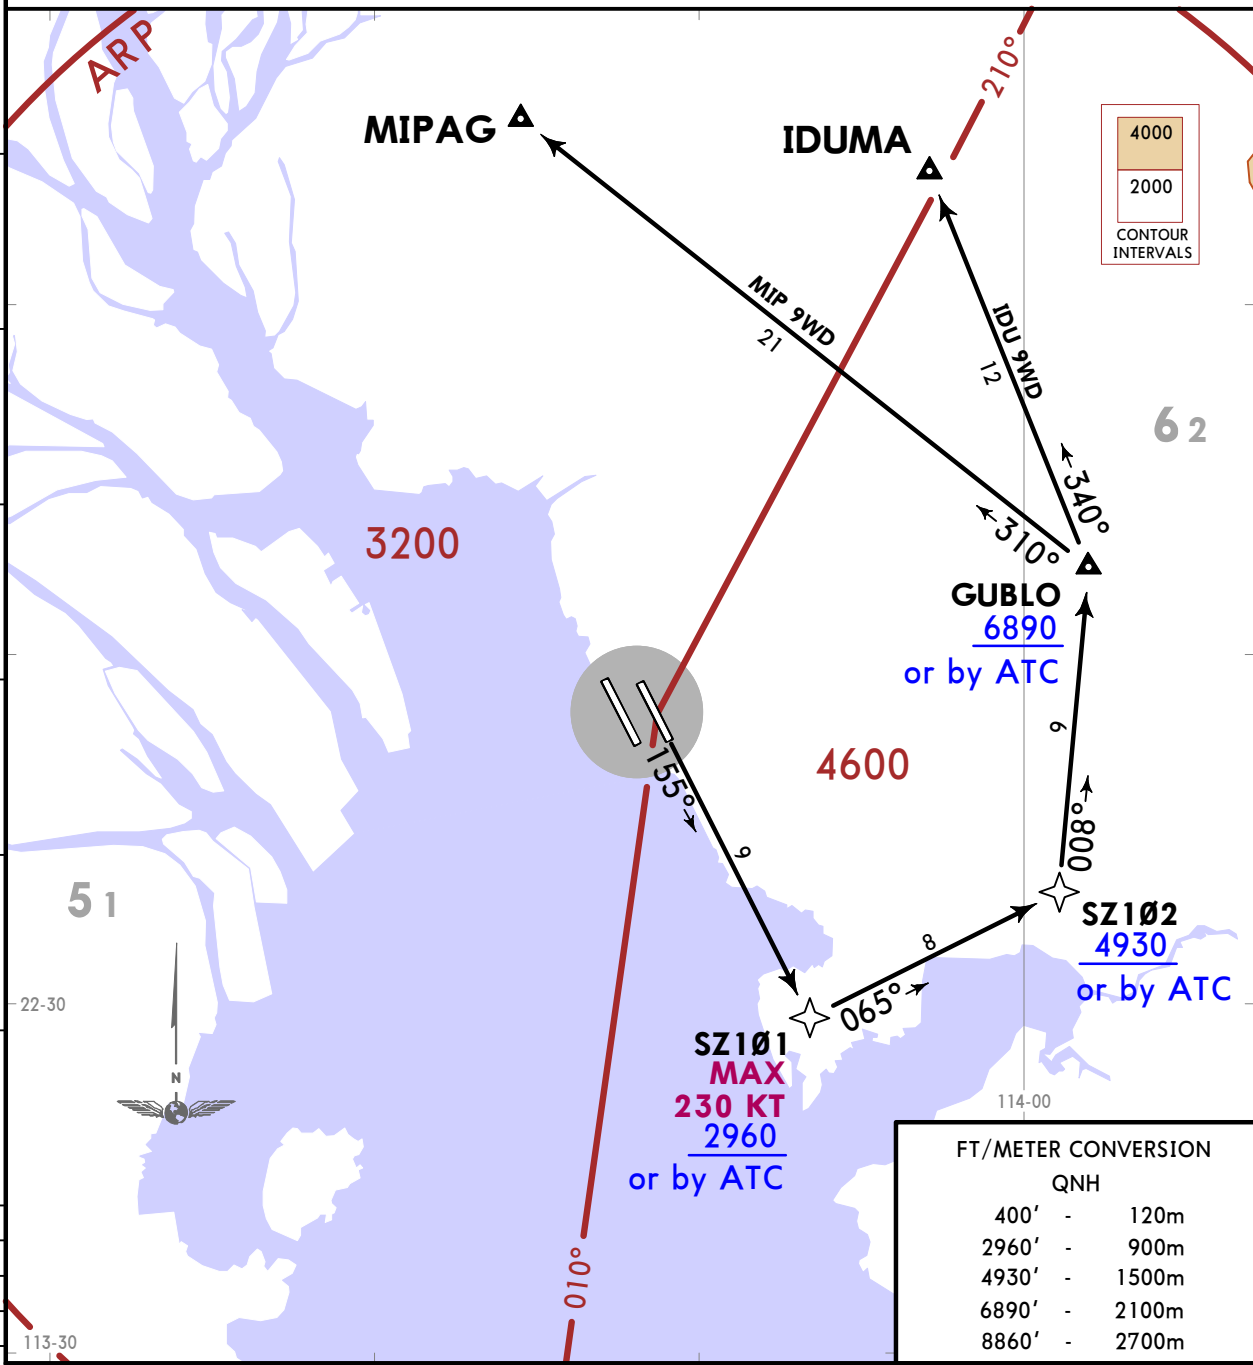 ARP
210°
MIPAG
IDUMA
4000
2000
CONTOUR
INTERVALS
MIP 9WD
21
IDU 9WD
12
6 2
340°
310°
3200
GUBLO
6890
or by ATC
4600
155°
9
9
008°
5 1
8
SZ1Ø2
4930
or by ATC
22-30
065°
SZ1Ø1
MAX
230 KT
2960
or by ATC
N
114-00
010°
113-30
FT/METER CONVERSION
QNH
400' - 120m
2960' - 900m
4930' - 1500m
6890' - 2100m
8860' - 2700m